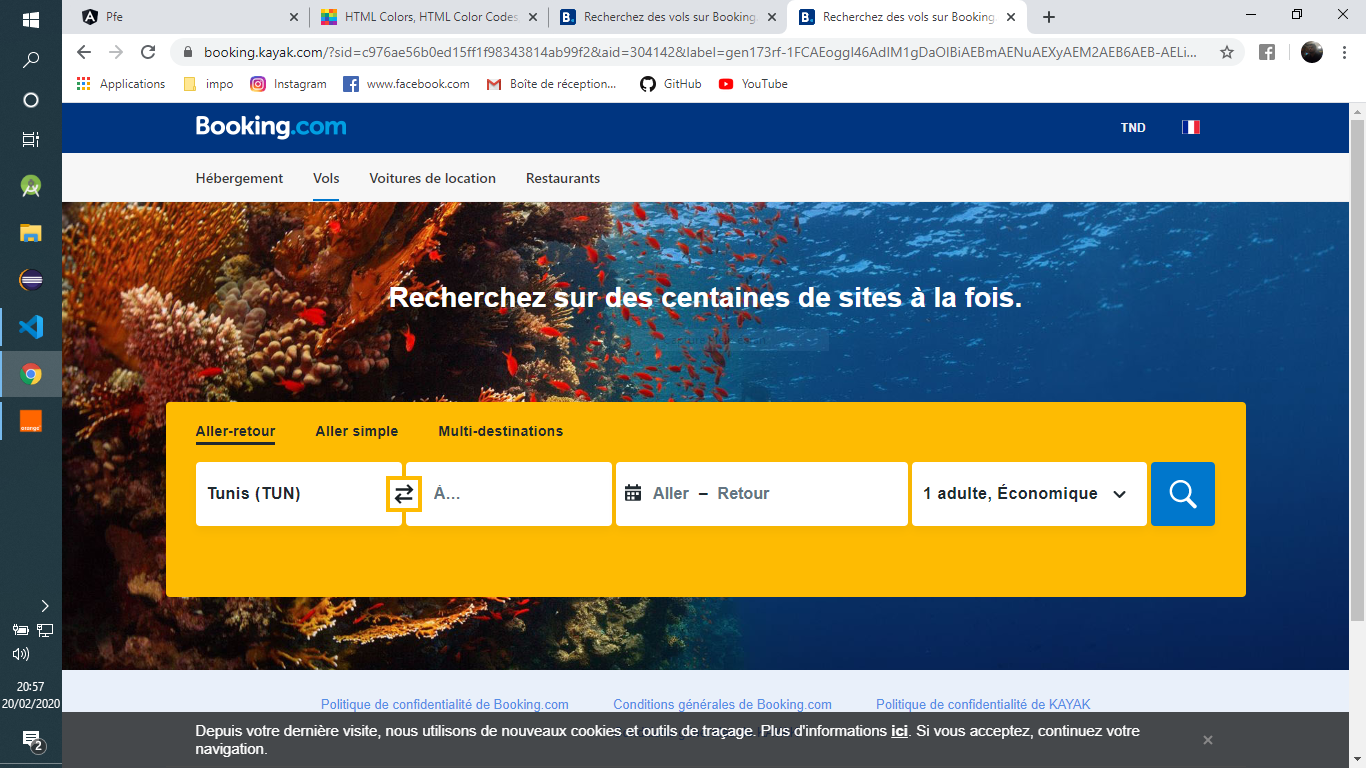 Pfe
HTML Colors, HTML Color Codes
Recherchez des vols sur Booking.
Recherchez des vols sur Booking.
booking.kayak.com/?sid=c976ae56b0ed15ff1f98343814ab99f2&aid=304142&label=gen173rf-1FCAEoggI46AdIM1gDaOIBiAEBmAENuAEXyAEM2AEB6AEB-AELi...
Applications
impo
Instagram
www.facebook.com
Boîte de réception...
GitHub
YouTube
Booking.com
TND
Hébergement
Vols
Voitures de location
Restaurants
Recherchez sur des centaines de sites à la fois.
Aller-retour
Aller simple
Multi-destinations
Tunis (TUN)
À...
Aller – Retour
1 adulte, Économique
Politique de confidentialité de Booking.com
Conditions générales de Booking.com
Politique de confidentialité de KAYAK
Depuis votre dernière visite, nous utilisons de nouveaux cookies et outils de traçage. Plus d'informations ici. Si vous acceptez, continuez votre
navigation.
orange
20:57
20/02/2020
2